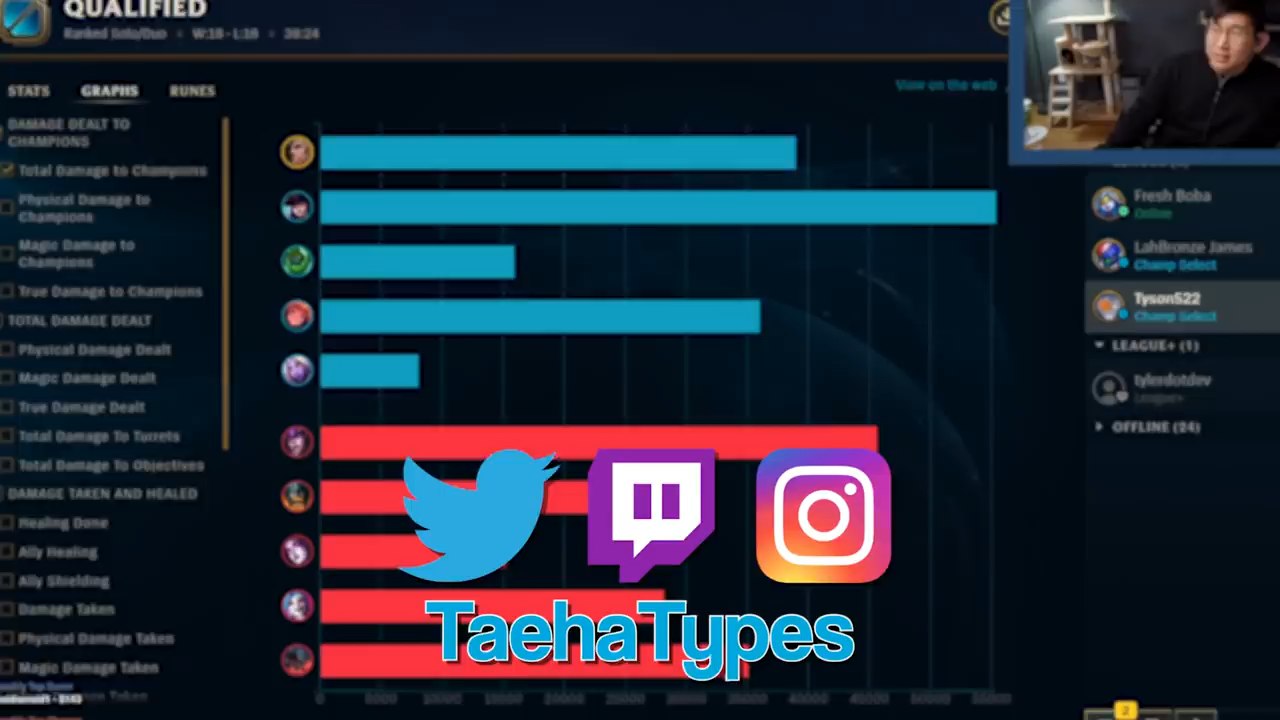 QUALIFIED
Ranked Solo/Duo
STATS
GRAPHS
RUNES
View on the web
DAMAGE DEALT TO
CHAMPIONS
Total Damage to Champions
Physical Damage to
Champions
Magic Damage to
Champions
True Damage to Champions
TOTAL DAMAGE DEALT
Physical Damage Dealt
Magic Damage Dealt
True Damage Dealt
Total Damage To Turrets
Total Damage To Objectives
DAMAGE TAKEN AND HEALED
Healing Done
Ally Healing
Ally Shielding
Damage Taken
Physical Damage Taken
Magic Damage Taken
Fresh Boba
Online
LahBronze James
Champ Select
Tyson522
Champ Select
LEAGUE+ (1)
tylerdotdev
OFFLINE (24)
TaehaTypes
2